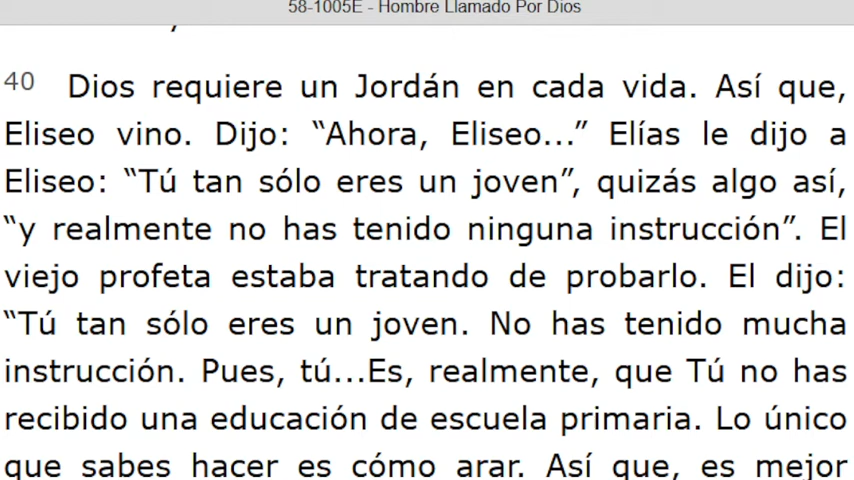 58-1005E - Hombre Llamado Por Dios
40 Dios requiere un Jordán en cada vida. Así que,
Eliseo vino. Dijo: “Ahora, Eliseo...” Elías le dijo a
Eliseo: “Tú tan sólo eres un joven”, quizás algo así,
“y realmente no has tenido ninguna instrucción”. El
viejo profeta estaba tratando de probarlo. El dijo:
“Tú tan sólo eres un joven. No has tenido mucha
instrucción. Pues, tú...Es, realmente, que Tú no has
recibido una educación de escuela primaria. Lo único
que sabes hacer es cómo arar. Así que, es mejor